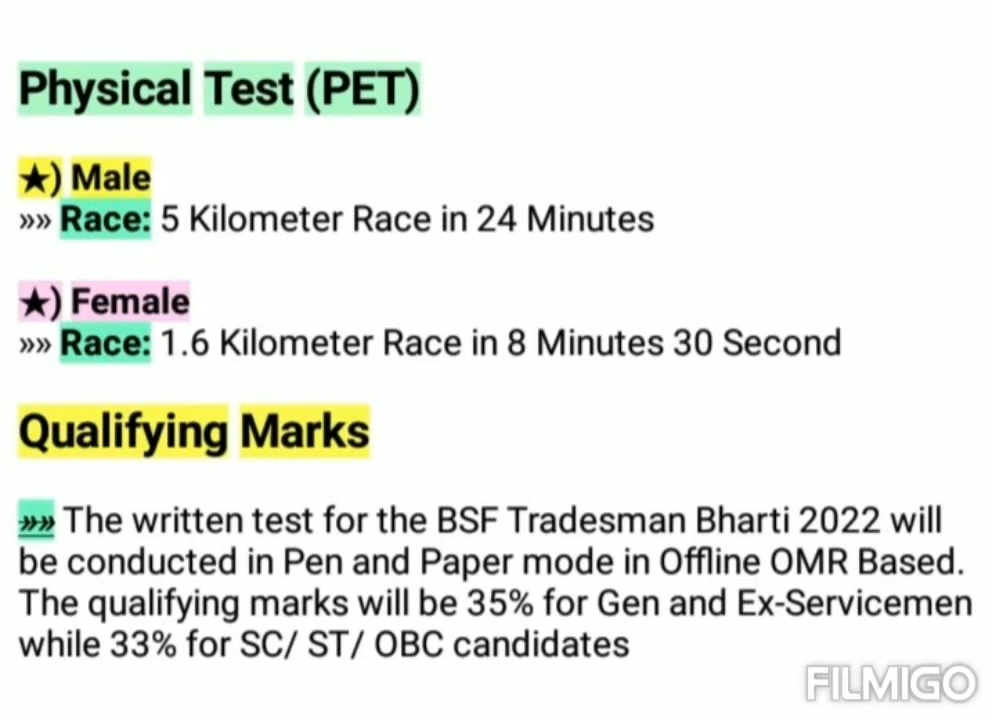 Physical Test (PET)
★) Male
»» Race: 5 Kilometer Race in 24 Minutes
★) Female
»» Race: 1.6 Kilometer Race in 8 Minutes 30 Second
Qualifying Marks
»» The written test for the BSF Tradesman Bharti 2022 will
be conducted in Pen and Paper mode in Offline OMR Based.
The qualifying marks will be 35% for Gen and Ex-Servicemen
while 33% for SC/ ST/ OBC candidates
FILMIGO